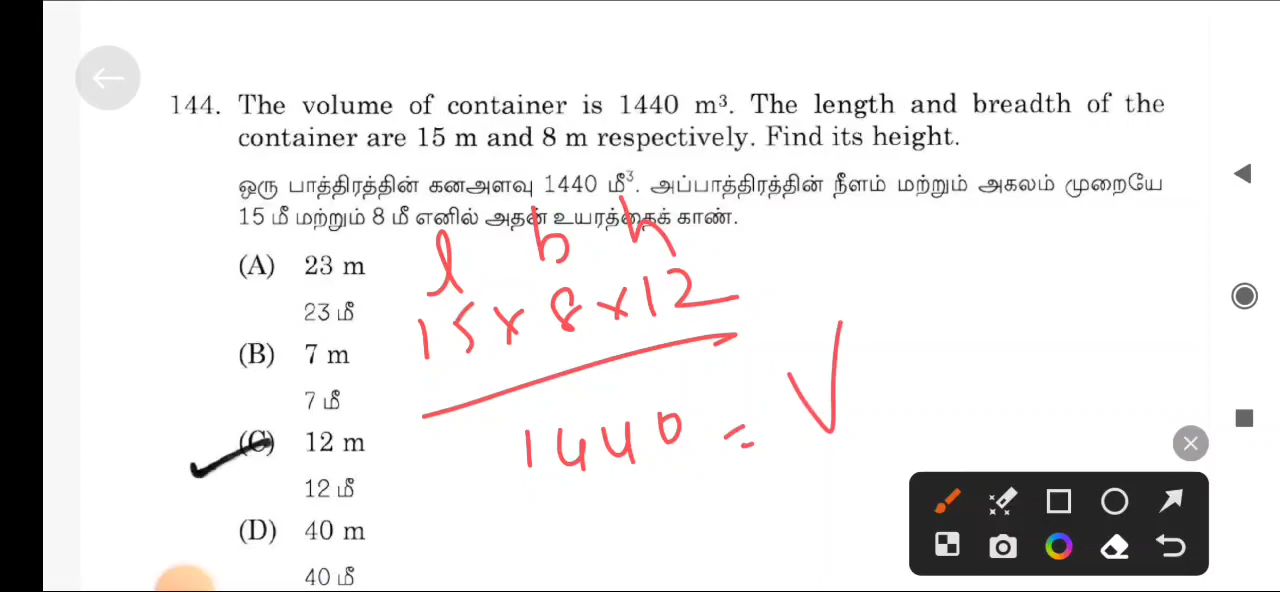 144. The volume of container is 1440 m³. The length and breadth of the
container are 15 m and 8 m respectively. Find its height.
ஒரு பாத்திரத்தின் கனஅளவு 1440 மீ³. அப்பாத்திரத்தின் நீளம் மற்றும் அகலம் முறையே
15 மீ மற்றும் 8 மீ எனில் அதன் உயரத்தைக் காண்.
(A) 23 m
23 மீ
(B) 7 m
7 மீ
(C) 12 m
12 மீ
(D) 40 m
40 மீ
l b h
15 x 8 x 12
1440 = V